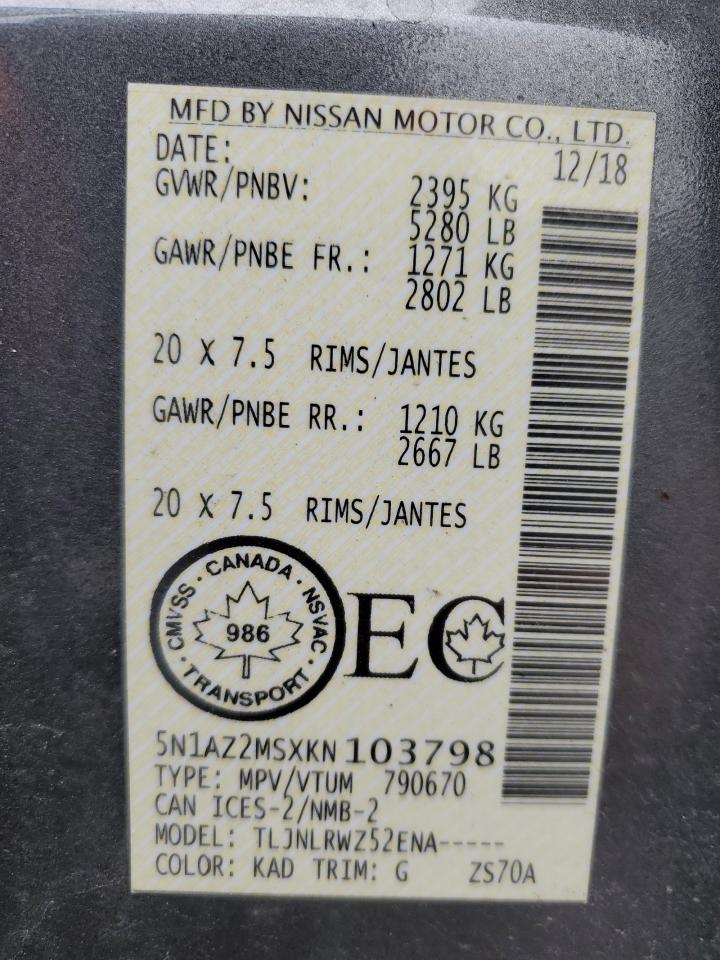 MFD BY NISSAN MOTOR CO., LTD.
DATE: 12/18
GVWR/PNBV: 2395 KG
5280 LB
GAWR/PNBE FR.: 1271 KG
2802 LB
20 X 7.5 RIMS/JANTES
GAWR/PNBE RR.: 1210 KG
2667 LB
20 X 7.5 RIMS/JANTES
CMVSS · CANADA · NSVAC · TRANSPORT ·
986
EC
5N1AZ2MSXKN 103798
TYPE: MPV/VTUM 790670
CAN ICES-2/NMB-2
MODEL: TLJNLRWZ52ENA-----
COLOR: KAD TRIM: G ZS70A